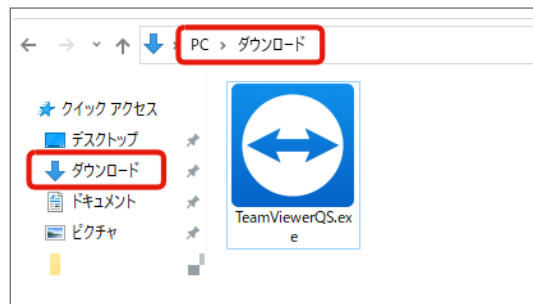 PC › ダウンロード
クイック アクセス
デスクトップ
ダウンロード
ドキュメント
ピクチャ
TeamViewerQS.ex
e